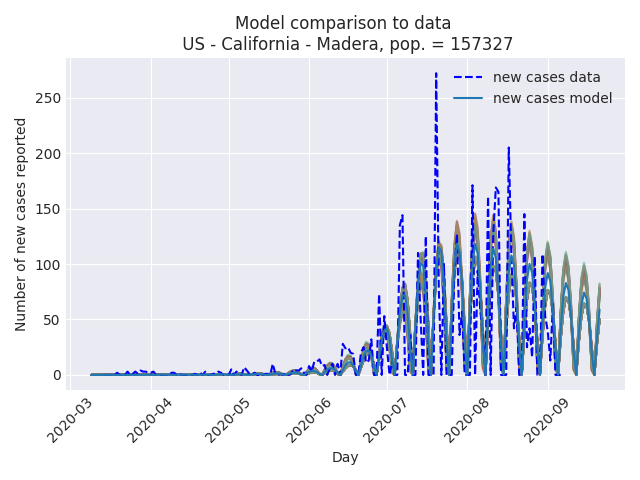 Model comparison to data
US - California - Madera, pop. = 157327
new cases data
new cases model
Number of new cases reported
250
200
150
100
50
0
2020-03
2020-04
2020-05
2020-06
2020-07
2020-08
2020-09
Day